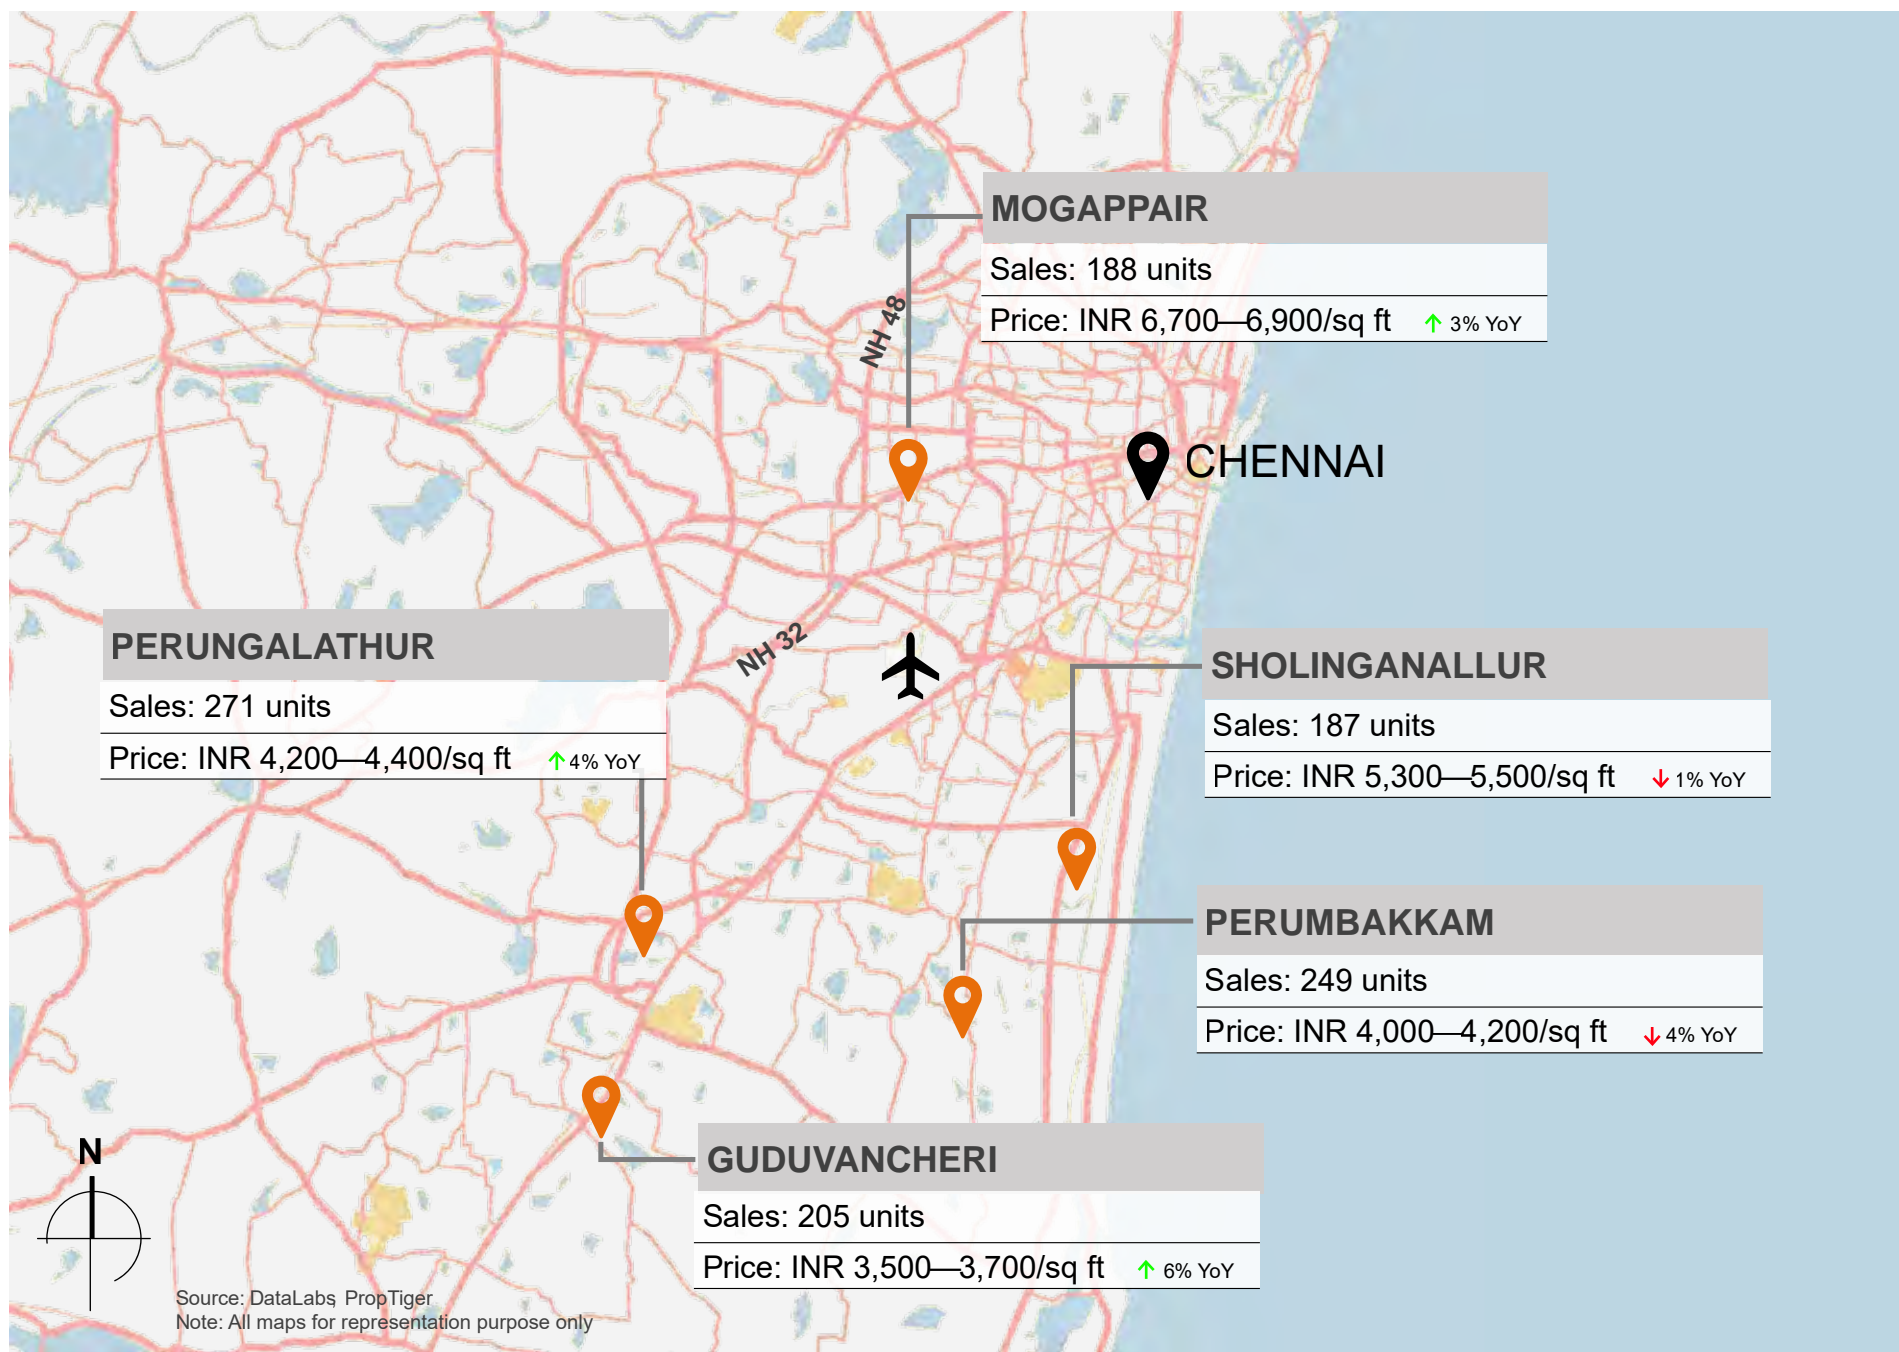 MOGAPPAIR
Sales: 188 units
Price: INR 6,700—6,900/sq ft ↑ 3% YoY
NH 48
CHENNAI
PERUNGALATHUR
Sales: 271 units
Price: INR 4,200—4,400/sq ft ↑ 4% YoY
NH 32
SHOLINGANALLUR
Sales: 187 units
Price: INR 5,300—5,500/sq ft ↓ 1% YoY
PERUMBAKKAM
Sales: 249 units
Price: INR 4,000—4,200/sq ft ↓ 4% YoY
GUDUVANCHERI
Sales: 205 units
Price: INR 3,500—3,700/sq ft ↑ 6% YoY
N
Source: DataLabs, PropTiger
Note: All maps for representation purpose only